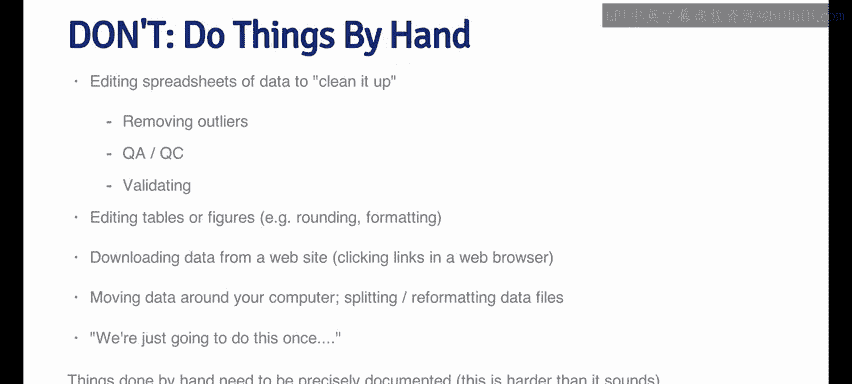 DON'T: Do Things By Hand
· Editing spreadsheets of data to "clean it up"
- Removing outliers
- QA / QC
- Validating
· Editing tables or figures (e.g. rounding, formatting)
· Downloading data from a web site (clicking links in a web browser)
· Moving data around your computer; splitting / reformatting data files
· "We're just going to do this once...."
Things done by hand need to be precisely documented (this is harder than it sounds)